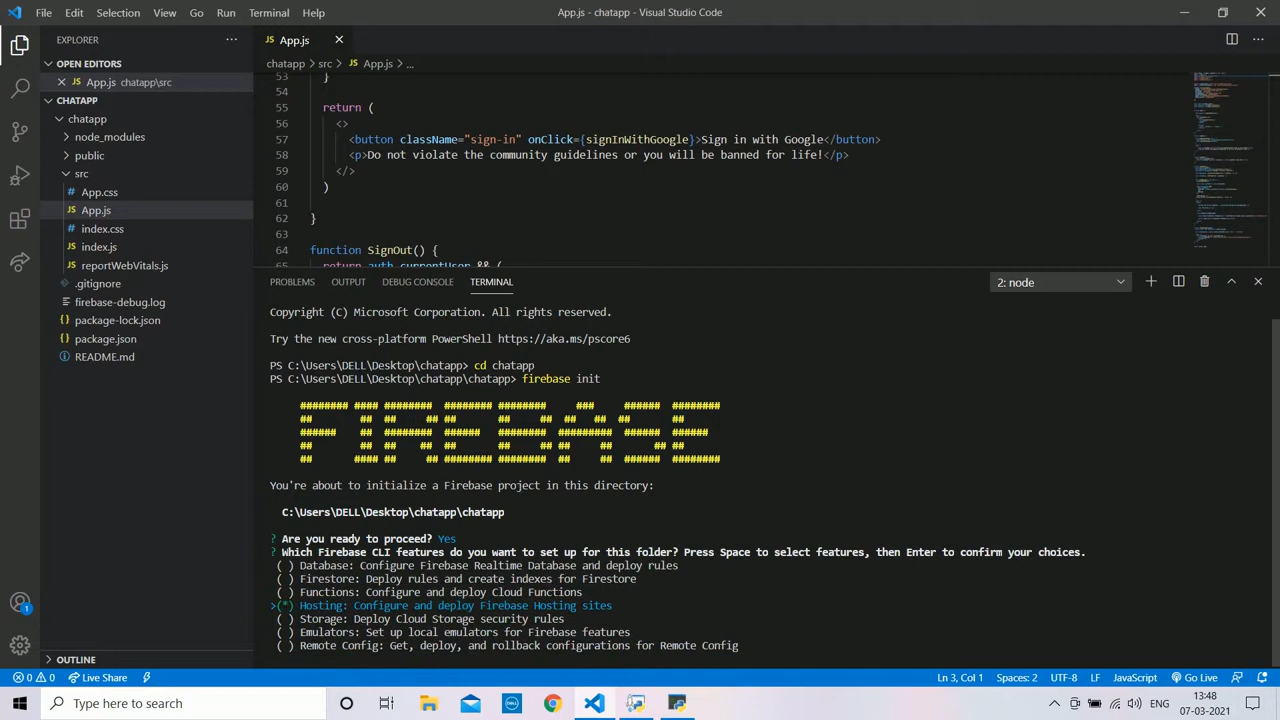 File Edit Selection View Go Run Terminal Help
App.js - chatapp - Visual Studio Code
EXPLORER
OPEN EDITORS
App.js chatapp\src
CHATAPP
chatapp
node_modules
public
src
# App.css
JS App.js
# index.css
JS index.js
JS reportWebVitals.js
.gitignore
firebase-debug.log
{} package-lock.json
{} package.json
README.md
OUTLINE
JS App.js
chatapp > src > JS App.js > ...
53 }
54
55 return (
56
57 <button className="sign-in" onClick={signInWithGoogle}>Sign in with Google</button>
58 <p>Do not violate the community guidelines or you will be banned for life!</p>
59 </>
60 )
61
62 }
63
64 function SignOut() {
65 return auth.currentUser &&
PROBLEMS OUTPUT DEBUG CONSOLE TERMINAL
2: node
Copyright (C) Microsoft Corporation. All rights reserved.
Try the new cross-platform PowerShell https://aka.ms/pscore6
PS C:\Users\DELL\Desktop\chatapp> cd chatapp
PS C:\Users\DELL\Desktop\chatapp\chatapp> firebase init
FIREBASE
You're about to initialize a Firebase project in this directory:
C:\Users\DELL\Desktop\chatapp\chatapp
? Are you ready to proceed? Yes
? Which Firebase CLI features do you want to set up for this folder? Press Space to select features, then Enter to confirm your choices.
( ) Database: Configure Firebase Realtime Database and deploy rules
( ) Firestore: Deploy rules and create indexes for Firestore
( ) Functions: Configure and deploy Cloud Functions
>(*) Hosting: Configure and deploy Firebase Hosting sites
( ) Storage: Deploy Cloud Storage security rules
( ) Emulators: Set up local emulators for Firebase features
( ) Remote Config: Get, deploy, and rollback configurations for Remote Config
1
0 0 Live Share
Ln 3, Col 1 Spaces: 2 UTF-8 LF JavaScript Go Live
Type here to search
DELL
ENG
13:48
07-03-2021